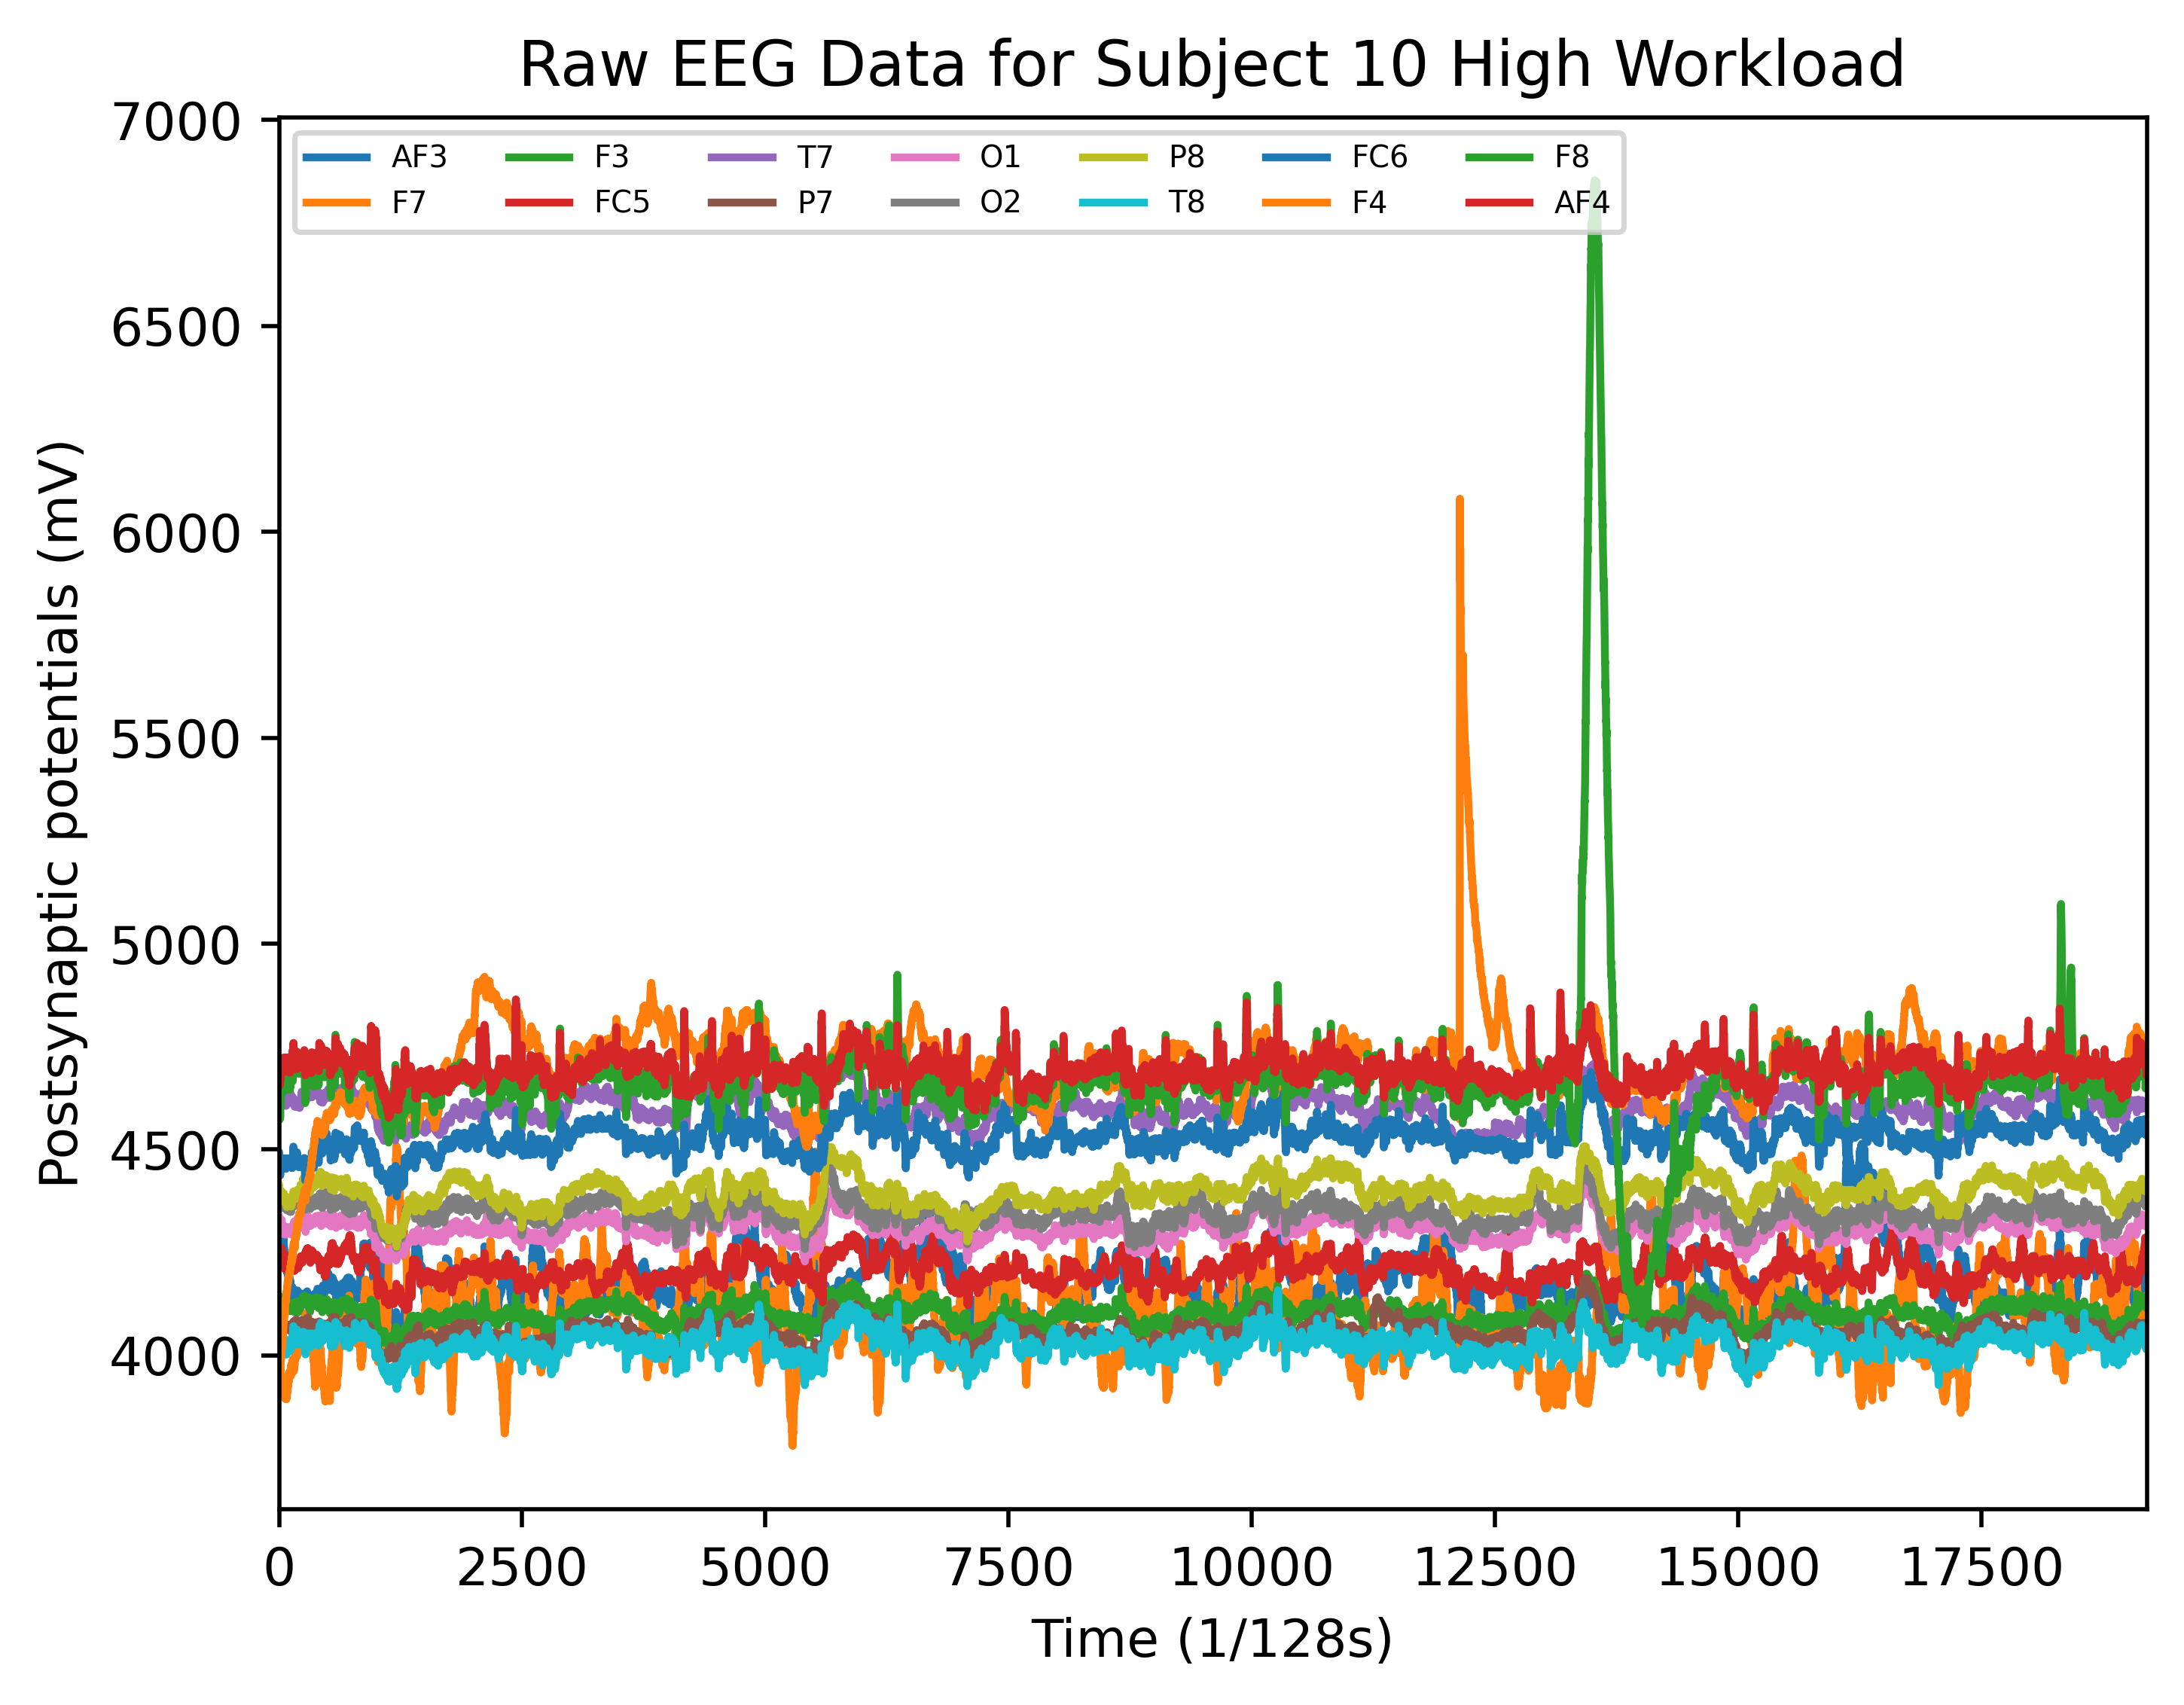 Raw EEG Data for Subject 10 High Workload
7000
6500
6000
5500
5000
4500
4000
Postsynaptic potentials (mV)
AF3 F3 T7 O1 P8 FC6 F8
F7 FC5 P7 O2 T8 F4 AF4
0 2500 5000 7500 10000 12500 15000 17500
Time (1/128s)